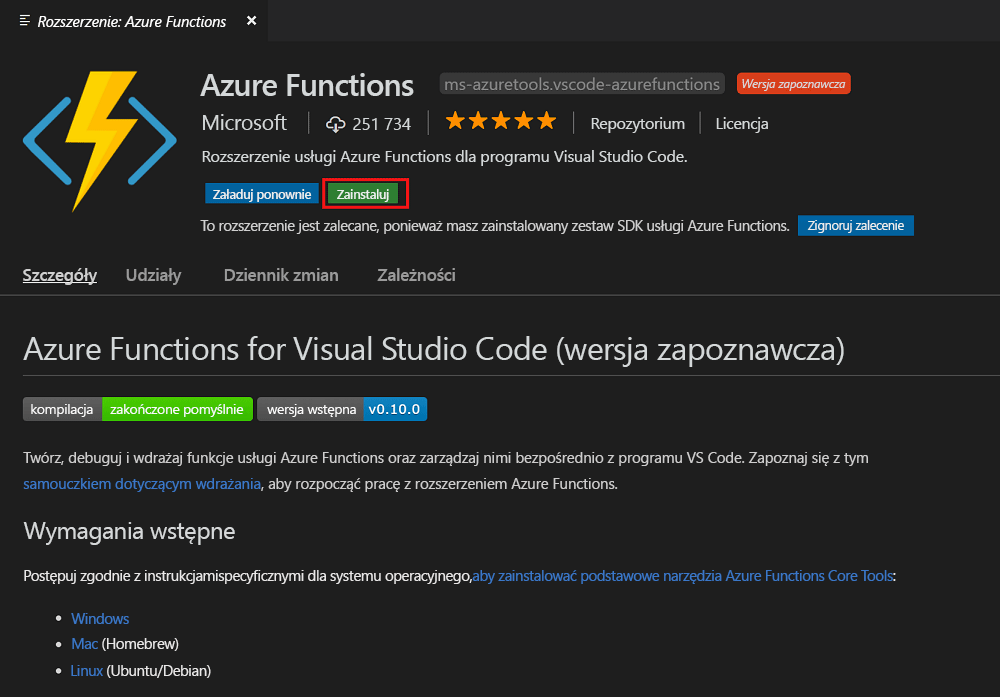 Rozszerzenie: Azure Functions
Azure Functions ms-azuretools.vscode-azurefunctions Wersja zapoznawcza
Microsoft 251 734 Repozytorium Licencja
Rozszerzenie usługi Azure Functions dla programu Visual Studio Code.
Załaduj ponownie Zainstaluj
To rozszerzenie jest zalecane, ponieważ masz zainstalowany zestaw SDK usługi Azure Functions. Zignoruj zalecenie
Szczegóły Udziały Dziennik zmian Zależności
Azure Functions for Visual Studio Code (wersja zapoznawcza)
kompilacja zakończone pomyślnie wersja wstępna v0.10.0
Twórz, debuguj i wdrażaj funkcje usługi Azure Functions oraz zarządzaj nimi bezpośrednio z programu VS Code. Zapoznaj się z tym
samouczkiem dotyczącym wdrażania, aby rozpocząć pracę z rozszerzeniem Azure Functions.
Wymagania wstępne
Postępuj zgodnie z instrukcjamispecyficznymi dla systemu operacyjnego,aby zainstalować podstawowe narzędzia Azure Functions Core Tools:
• Windows
• Mac (Homebrew)
• Linux (Ubuntu/Debian)